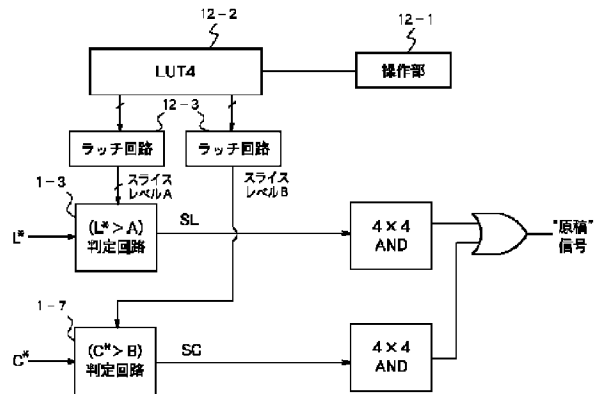 12-2
12-1
LUT4
操作部
12-3
ラッチ回路
ラッチ回路
スライス
レベルA
スライス
レベルB
1-3
L*
(L*>A)
判定回路
SL
4×4
AND
"原稿"
信号
1-7
C*
(C*>B)
判定回路
SC
4×4
AND